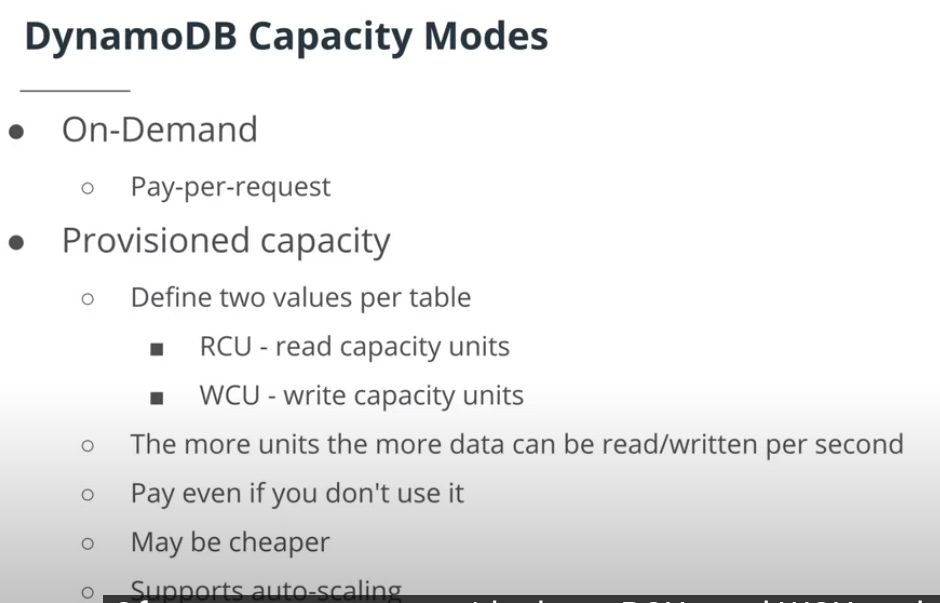 DynamoDB Capacity Modes
On-Demand
Pay-per-request
Provisioned capacity
Define two values per table
RCU - read capacity units
WCU - write capacity units
The more units the more data can be read/written per second
Pay even if you don't use it
May be cheaper
Supports auto-scaling